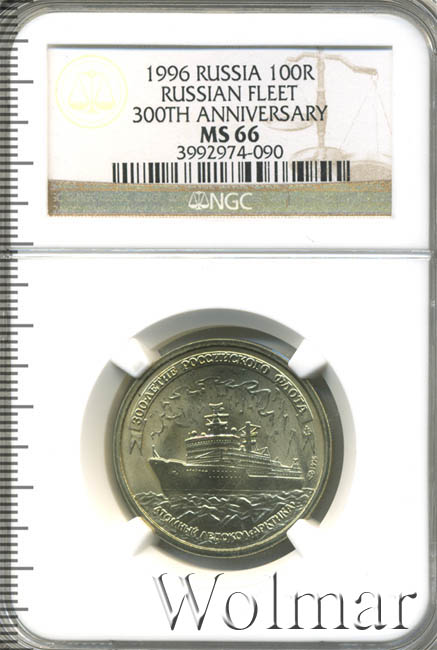 1996 RUSSIA 100R
RUSSIAN FLEET
300TH ANNIVERSARY
MS 66
3992974-090
NGC
300-ЛЕТИЕ РОССИЙСКОГО ФЛОТА
АТОМНЫЙ ЛЕДОКОЛ «АРКТИКА»
Wolmar